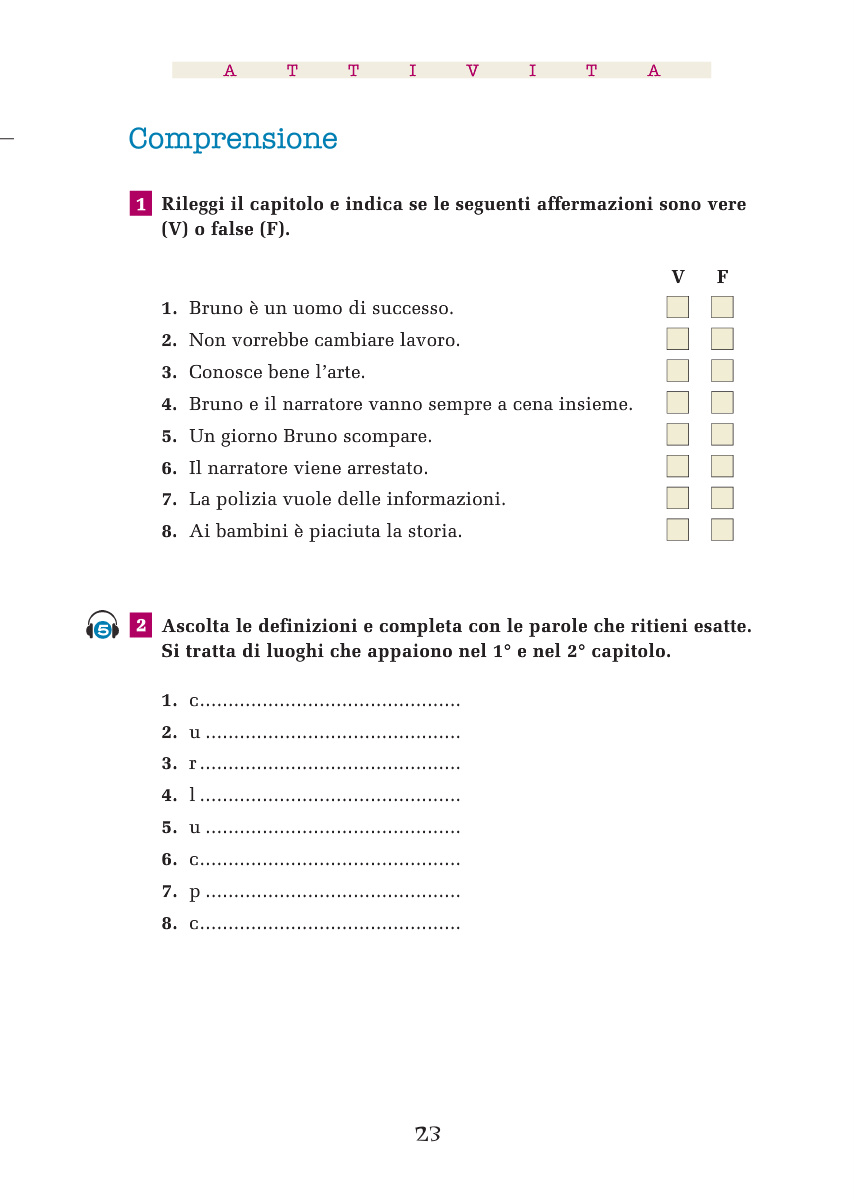 A T T I V I T A
Comprensione
1 Rileggi il capitolo e indica se le seguenti affermazioni sono vere
(V) o false (F).
V F
1. Bruno è un uomo di successo.
2. Non vorrebbe cambiare lavoro.
3. Conosce bene l'arte.
4. Bruno e il narratore vanno sempre a cena insieme.
5. Un giorno Bruno scompare.
6. Il narratore viene arrestato.
7. La polizia vuole delle informazioni.
8. Ai bambini è piaciuta la storia.
5 2 Ascolta le definizioni e completa con le parole che ritieni esatte.
Si tratta di luoghi che appaiono nel 1° e nel 2° capitolo.
1. c..............................................
2. u .............................................
3. r..............................................
4. l ..............................................
5. u .............................................
6. c..............................................
7. p .............................................
8. c..............................................
23